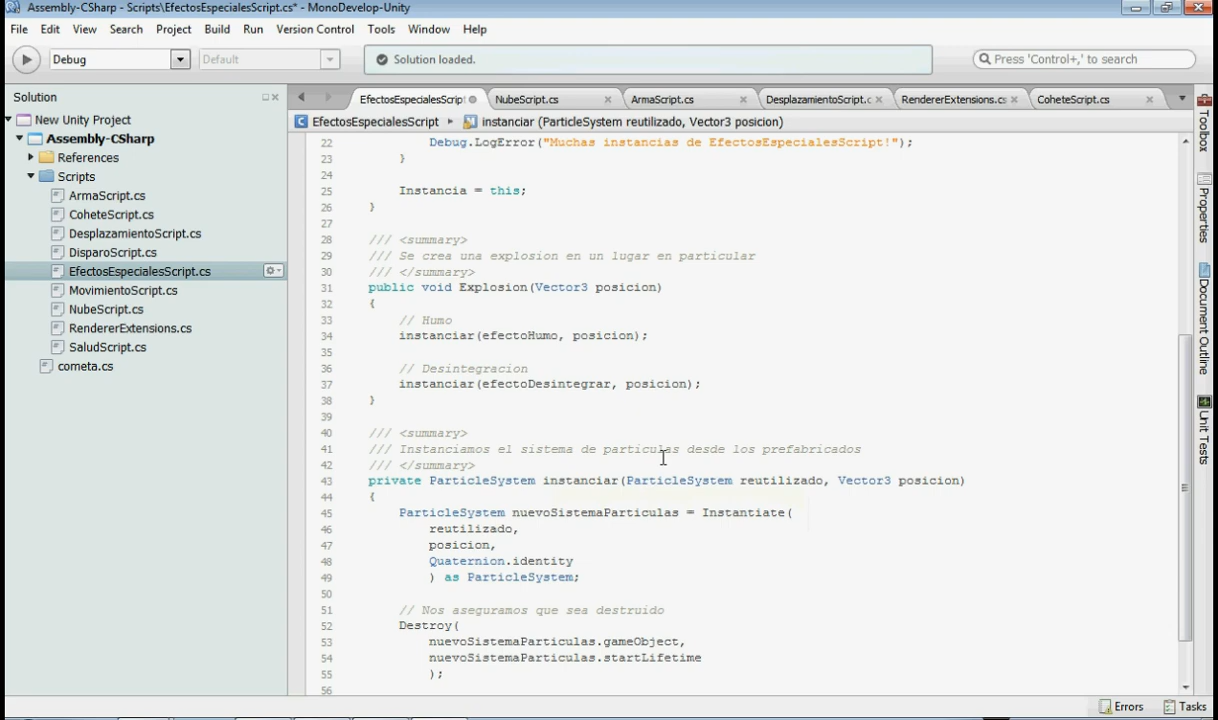 Assembly-CSharp - Scripts\EfectosEspecialesScript.cs* - MonoDevelop-Unity
File Edit View Search Project Build Run Version Control Tools Window Help
Debug Default Solution loaded. Press 'Control+,' to search
Solution
EfectosEspecialesScript NubeScript.cs ArmaScript.cs DesplazamientoScript.c RendererExtensions.cs CoheteScript.cs
EfectosEspecialesScript instanciar (ParticleSystem reutilizado, Vector3 posicion)
New Unity Project
Assembly-CSharp
References
Scripts
ArmaScript.cs
CoheteScript.cs
DesplazamientoScript.cs
DisparoScript.cs
EfectosEspecialesScript.cs
MovimientoScript.cs
NubeScript.cs
RendererExtensions.cs
SaludScript.cs
cometa.cs
22 Debug.LogError("Muchas instancias de EfectosEspecialesScript!");
23 }
24
25 Instancia = this;
26 }
27
28 /// <summary>
29 /// Se crea una explosion en un lugar en particular
30 /// </summary>
31 public void Explosion(Vector3 posicion)
32 {
33 // Humo
34 instanciar(efectoHumo, posicion);
35
36 // Desintegracion
37 instanciar(efectoDesintegrar, posicion);
38 }
39
40 /// <summary>
41 /// Instanciamos el sistema de particulas desde los prefabricados
42 /// </summary>
43 private ParticleSystem instanciar(ParticleSystem reutilizado, Vector3 posicion)
44 {
45 ParticleSystem nuevoSistemaParticulas = Instantiate(
46 reutilizado,
47 posicion,
48 Quaternion.identity
49 ) as ParticleSystem;
50
51 // Nos aseguramos que sea destruido
52 Destroy(
53 nuevoSistemaParticulas.gameObject,
54 nuevoSistemaParticulas.startLifetime
55 );
56
Toolbox
Properties
Document Outline
Unit Tests
Errors Tasks